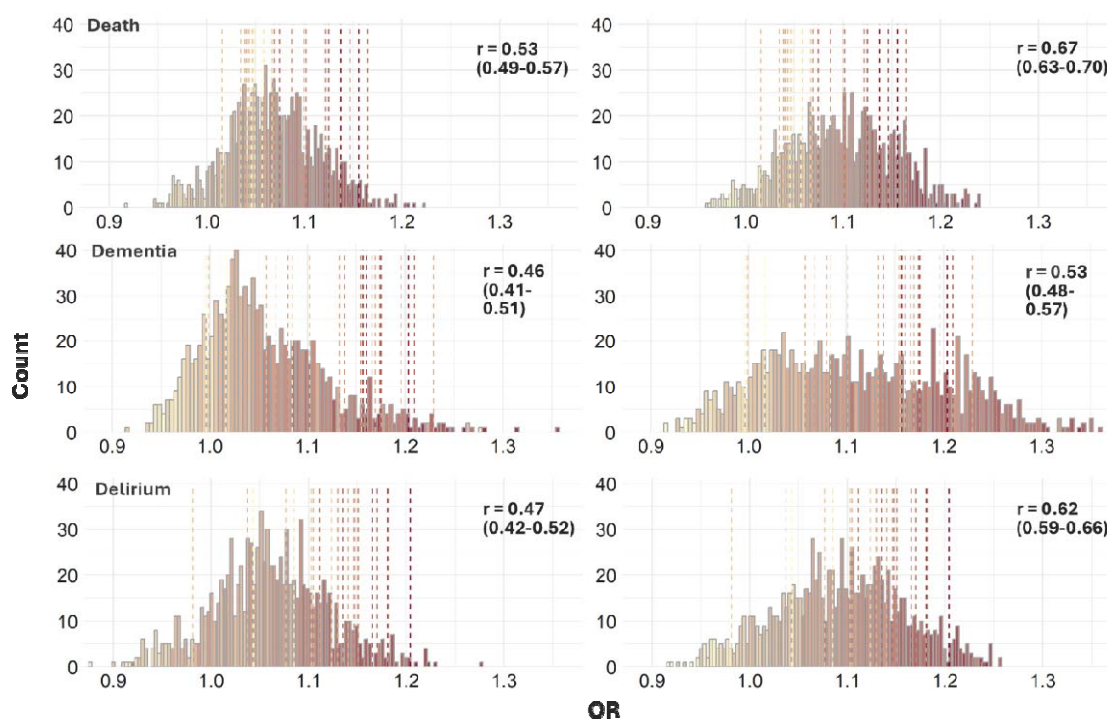 Death
40
30
20
10
0
0.9 1.0 1.1 1.2 1.3
r = 0.53
(0.49-0.57)
40
30
20
10
0
0.9 1.0 1.1 1.2 1.3
r = 0.67
(0.63-0.70)
Dementia
40
30
20
10
0
0.9 1.0 1.1 1.2 1.3
r = 0.46
(0.41-
0.51)
40
30
20
10
0
0.9 1.0 1.1 1.2 1.3
r = 0.53
(0.48-
0.57)
Delirium
40
30
20
10
0
0.9 1.0 1.1 1.2 1.3
r = 0.47
(0.42-0.52)
40
30
20
10
0
0.9 1.0 1.1 1.2 1.3
r = 0.62
(0.59-0.66)
Count
OR